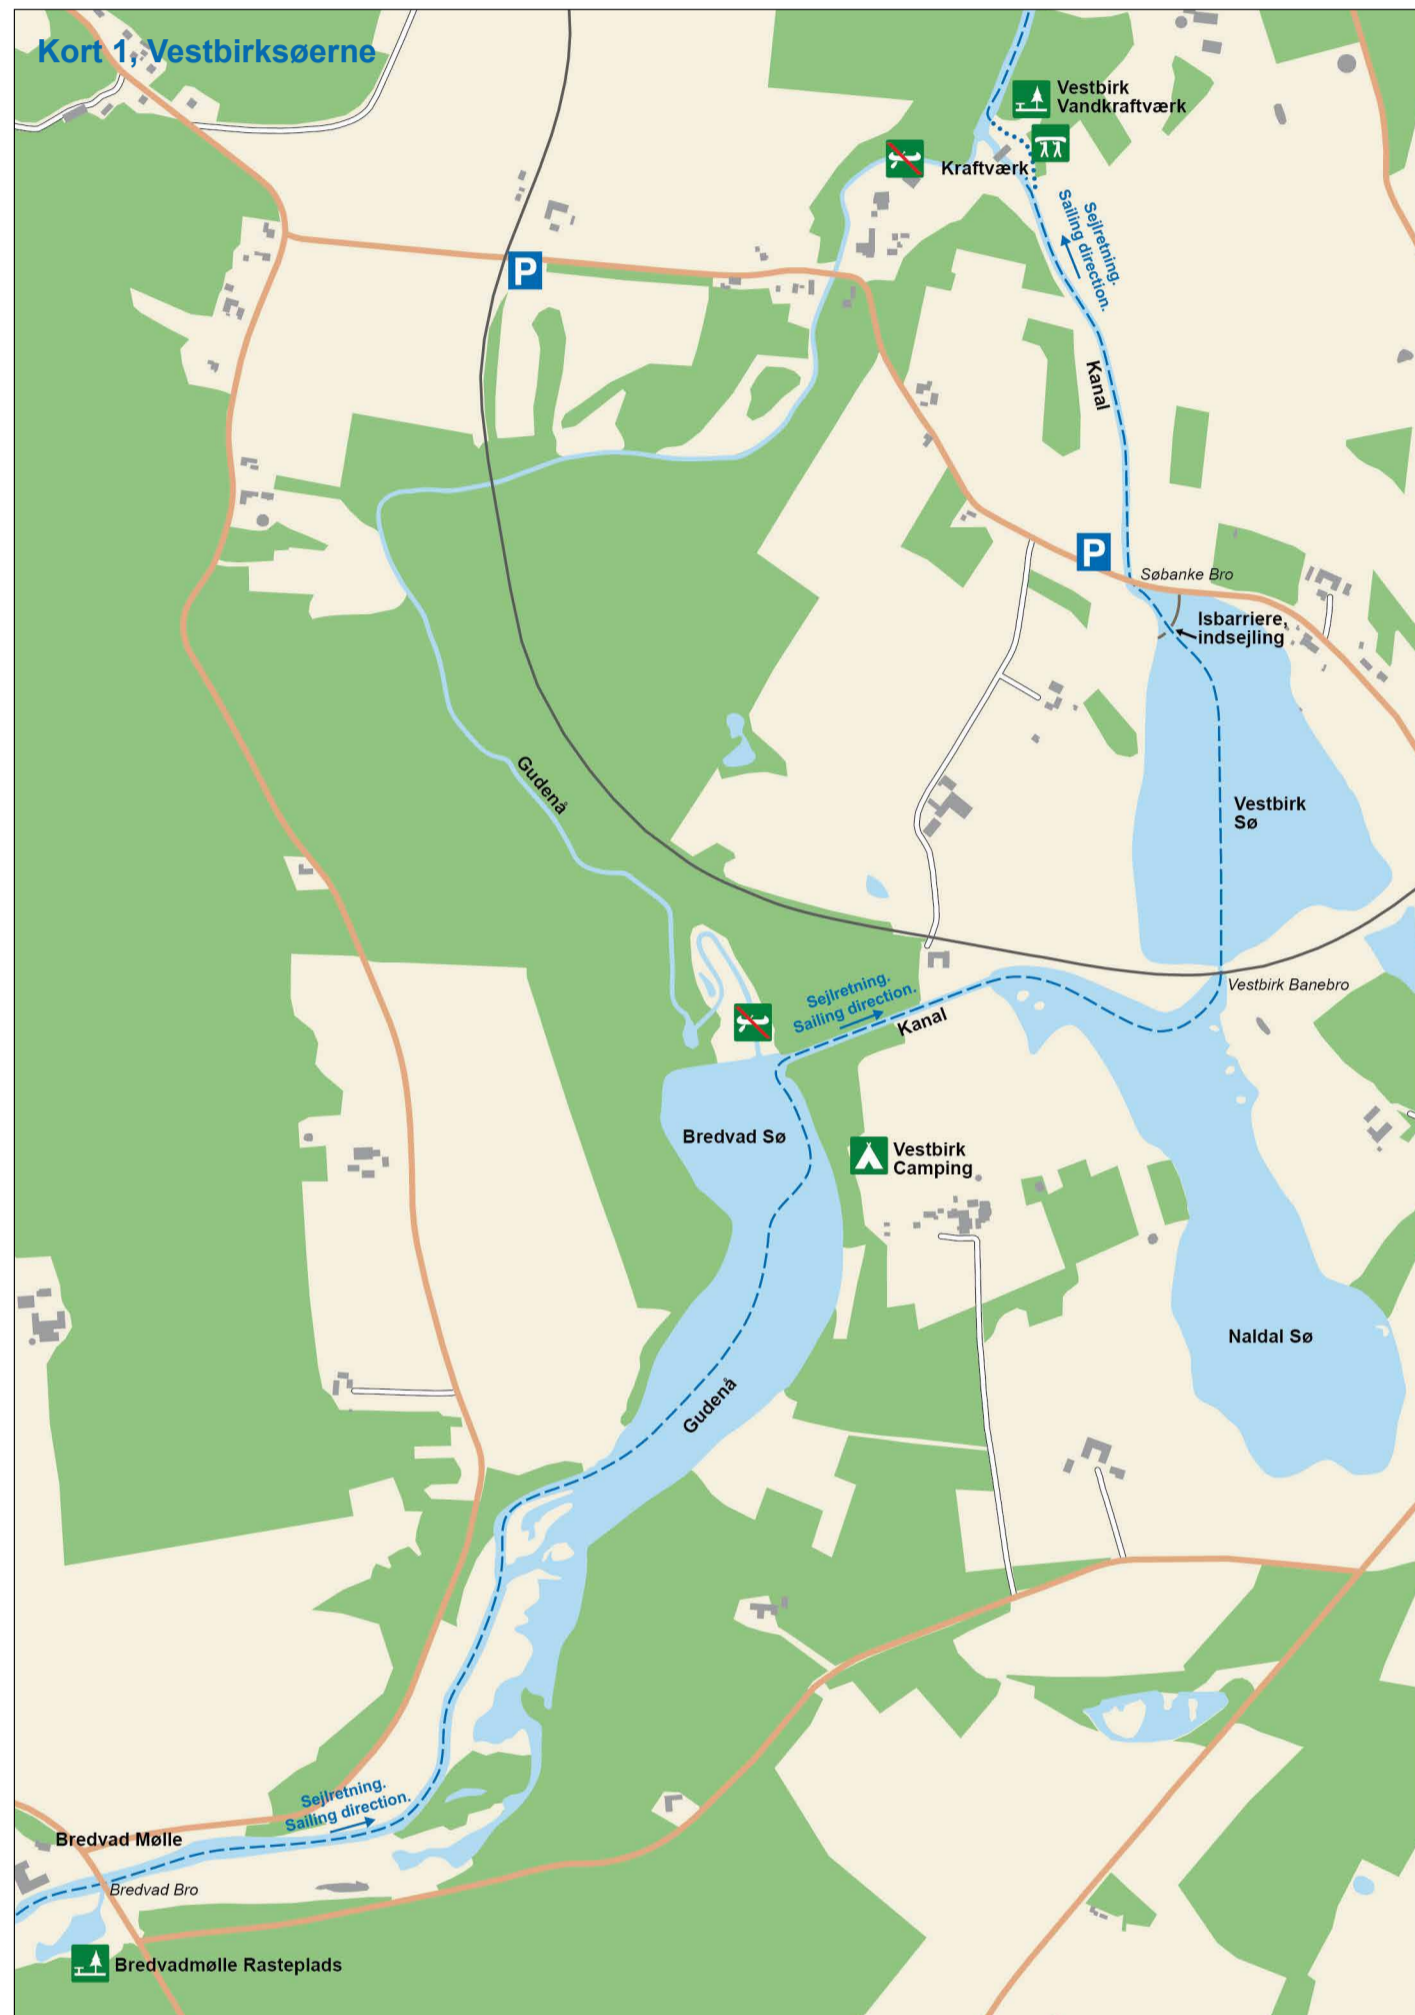 Kort 1, Vestbirksøerne
Vestbirk
Vandkraftværk
Kraftværk
Sejlretning.
Sailing direction.
P
Kanal
P
Søbanke Bro
Isbarriere,
indsejling
Gudenå
Vestbirk
Sø
Sejlretning.
Sailing direction.
Kanal
Vestbirk Banebro
Bredvad Sø
Vestbirk
Camping
Naldal Sø
Gudenå
Sejlretning.
Sailing direction.
Bredvad Mølle
Bredvad Bro
Bredvadmølle Rasteplads